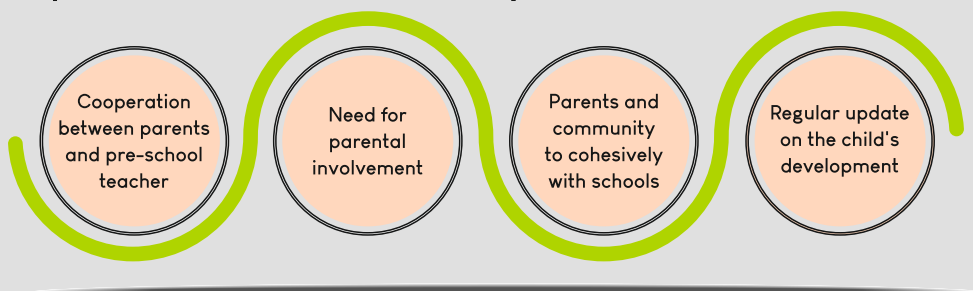 Cooperation
between parents
and pre-school
teacher
Need for
parental
involvement
Parents and
community
to cohesively
with schools
Regular update
on the child's
development